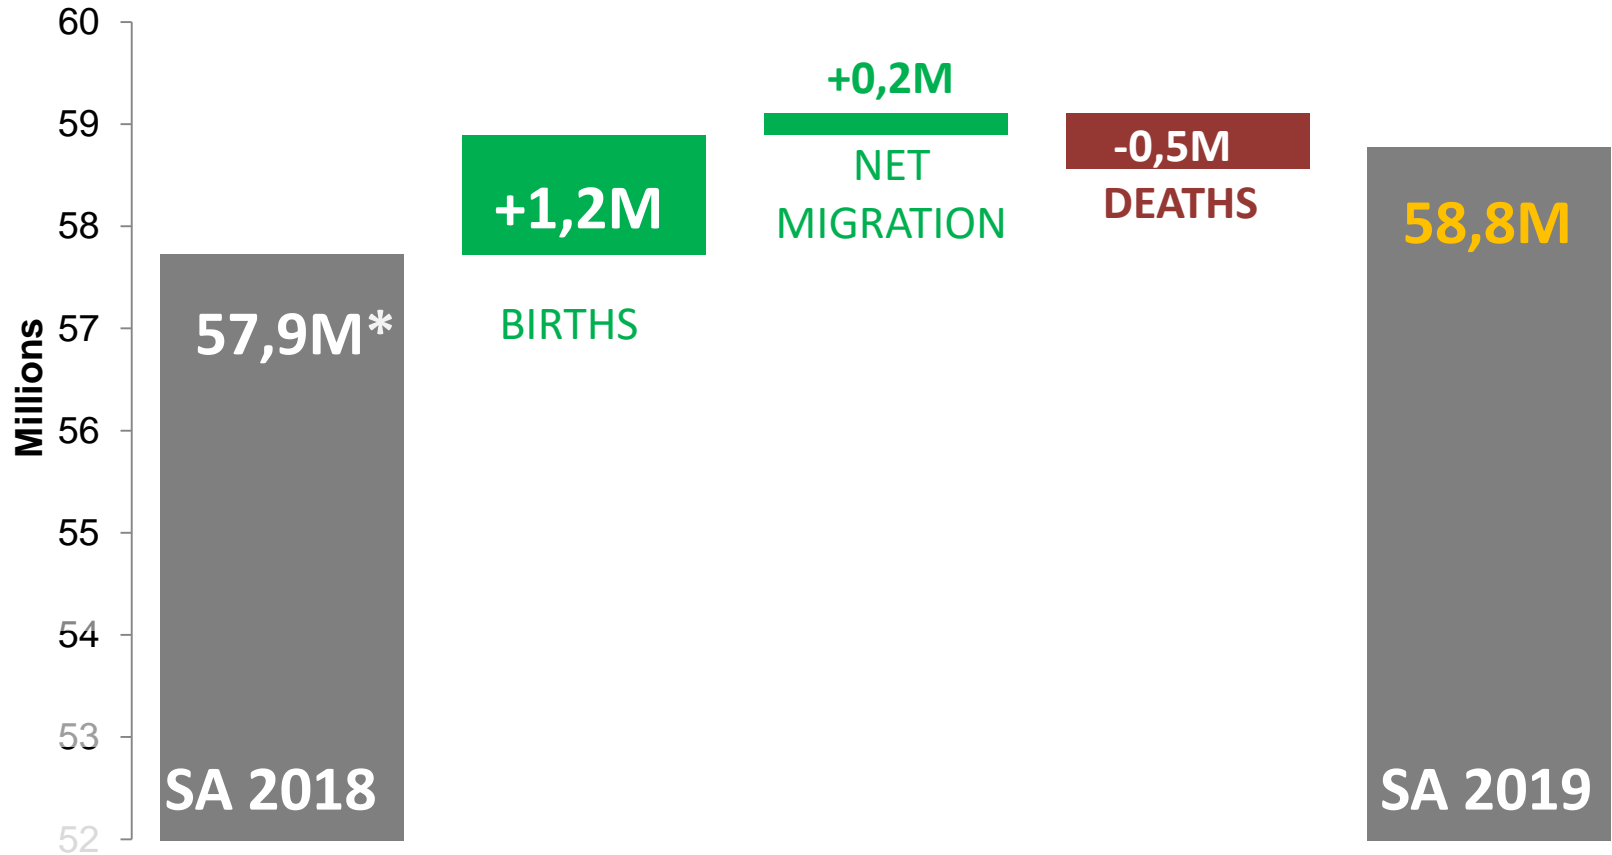 Millions
60
59
58
57
56
55
54
53
52
57,9M*
SA 2018
+1,2M
BIRTHS
+0,2M
NET
MIGRATION
-0,5M
DEATHS
58,8M
SA 2019